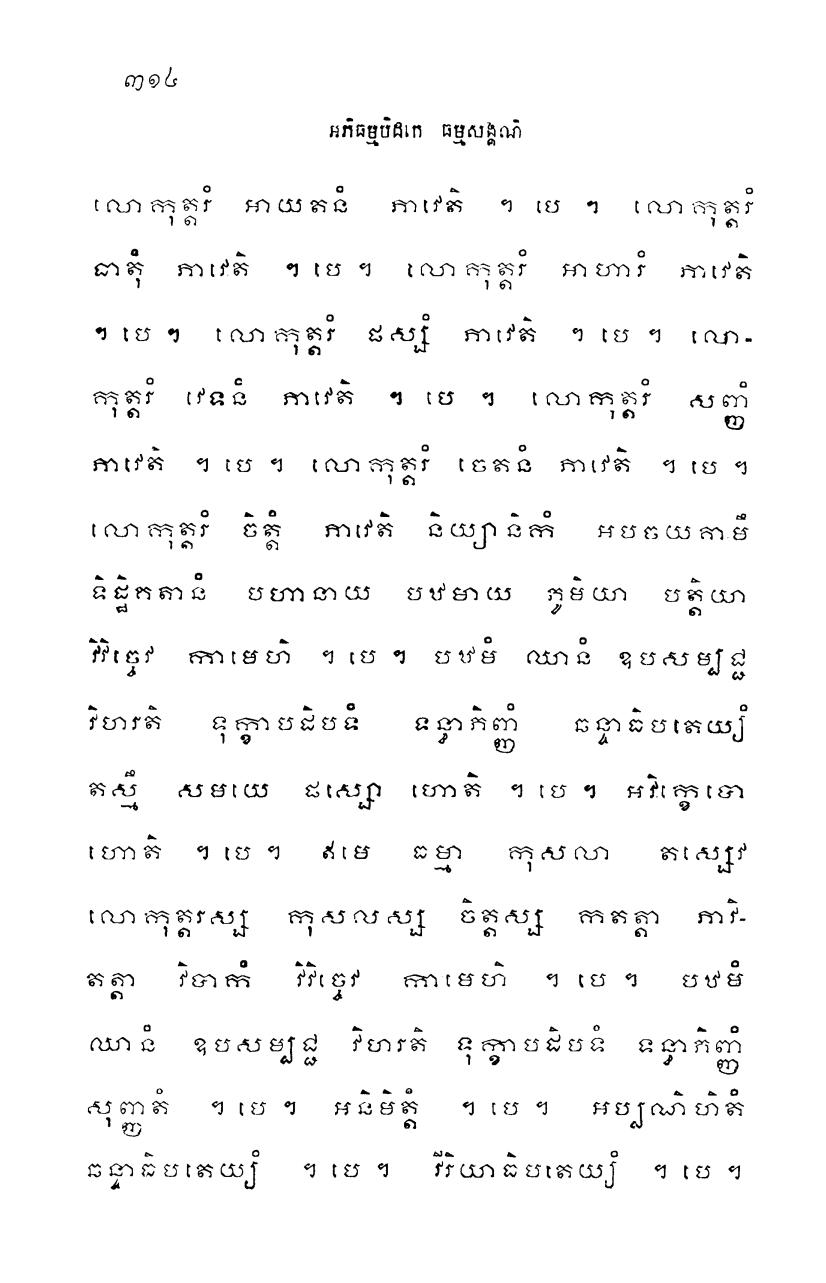 ៣១៤
អភិធម្មបិដកេ ធម្មសង្គណិ
លោកុត្តរំ អាយតនំ ភាវេតិ ។ បេ ។ លោកុត្តរំ
ធាតុំ ភាវេតិ ។ បេ ។ លោកុត្តរំ អាហារំ ភាវេតិ
។ បេ ។ លោកុត្តរំ ផស្សំ ភាវេតិ ។ បេ ។ លោ-
កុត្តរំ វេទនំ ភាវេតិ ។ បេ ។ លោកុត្តរំ សញ្ញំ
ភាវេតិ ។ បេ ។ លោកុត្តរំ ចេតនំ ភាវេតិ ។ បេ ។
លោកុត្តរំ ចិត្តំ ភាវេតិ និយ្យានិកំ អបចយគាមឹ
ទិដ្ឋិគតានំ បហានាយ បឋមាយ ភូមិយា បត្តិយា
វិវិច្ចេវ កាមេហិ ។ បេ ។ បឋមំ ឈានំ ឧបសម្បជ្ជ
វិហរតិ ទុក្ខាបដិបទំ ទន្ធាភិញ្ញំ ឆន្ទាធិបតេយ្យំ
តស្មឹ សមយេ ផស្សោ ហោតិ ។ បេ ។ អវិក្ខេបោ
ហោតិ ។ បេ ។ ឥមេ ធម្មា កុសលា តស្សេវ
លោកុត្តរស្ស កុសលស្ស ចិត្តស្ស កតត្តា ភាវិ-
តត្តា វិបាកំ វិវិច្ចេវ កាមេហិ ។ បេ ។ បឋមំ
ឈានំ ឧបសម្បជ្ជ វិហរតិ ទុក្ខាបដិបទំ ទន្ធាភិញ្ញំ
សុញ្ញតំ ។ បេ ។ អនិមិត្តំ ។ បេ ។ អប្បណិហិតំ
ឆន្ទាធិបតេយ្យំ ។ បេ ។ វីរិយាធិបតេយ្យំ ។ បេ ។